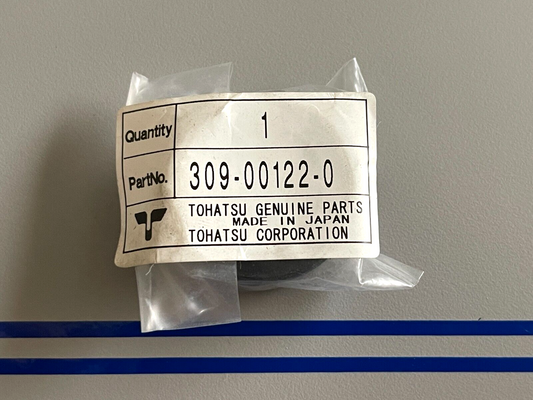 Quantity 1
PartNo. 309-00122-0
TOHATSU GENUINE PARTS
MADE IN JAPAN
TOHATSU CORPORATION